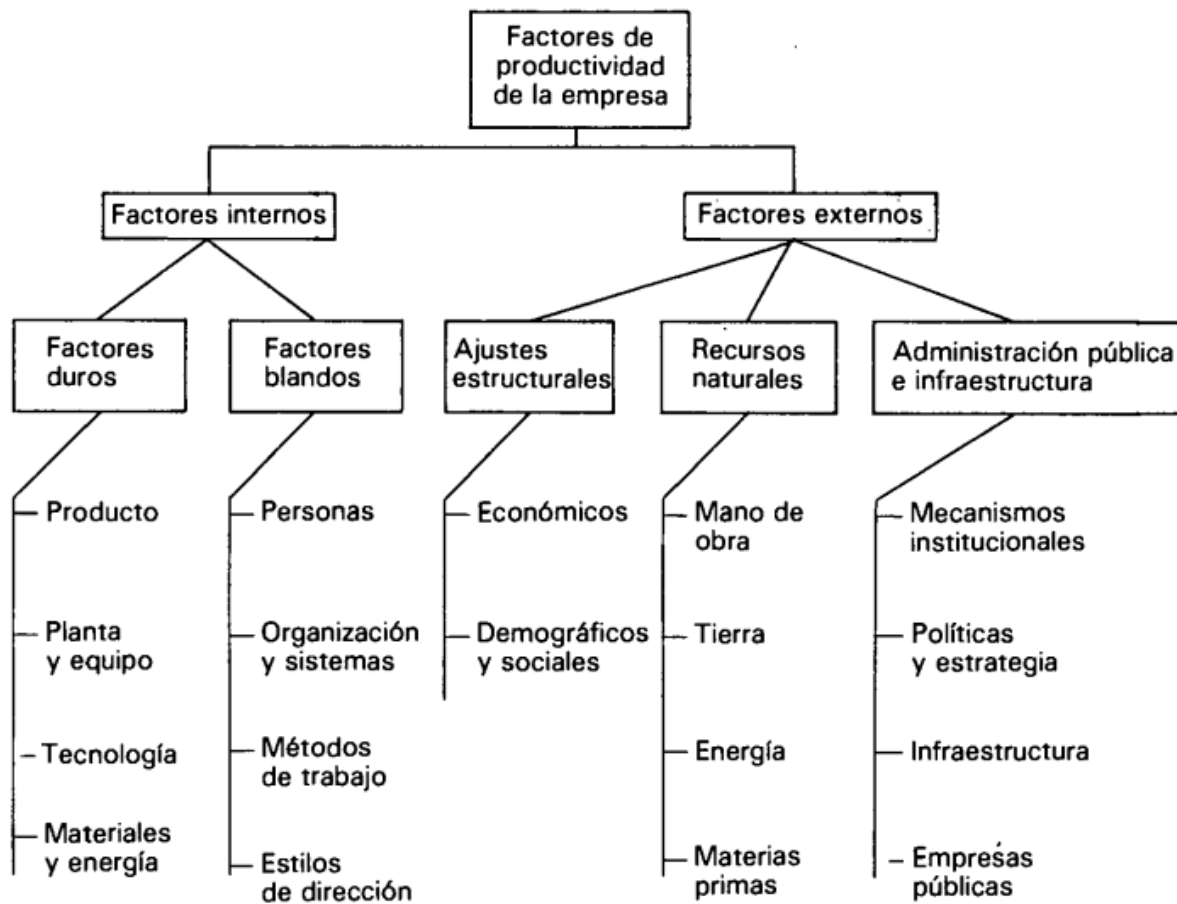 Factores de
productividad
de la empresa
Factores internos
Factores externos
Factores
duros
Factores
blandos
Ajustes
estructurales
Recursos
naturales
Administración pública
e infraestructura
Producto
Planta
y equipo
Tecnología
Materiales
y energía
Personas
Organización
y sistemas
Métodos
de trabajo
Estilos
de dirección
Económicos
Demográficos
y sociales
Mano de
obra
Tierra
Energía
Materias
primas
Mecanismos
institucionales
Políticas
y estrategia
Infraestructura
Empresas
públicas